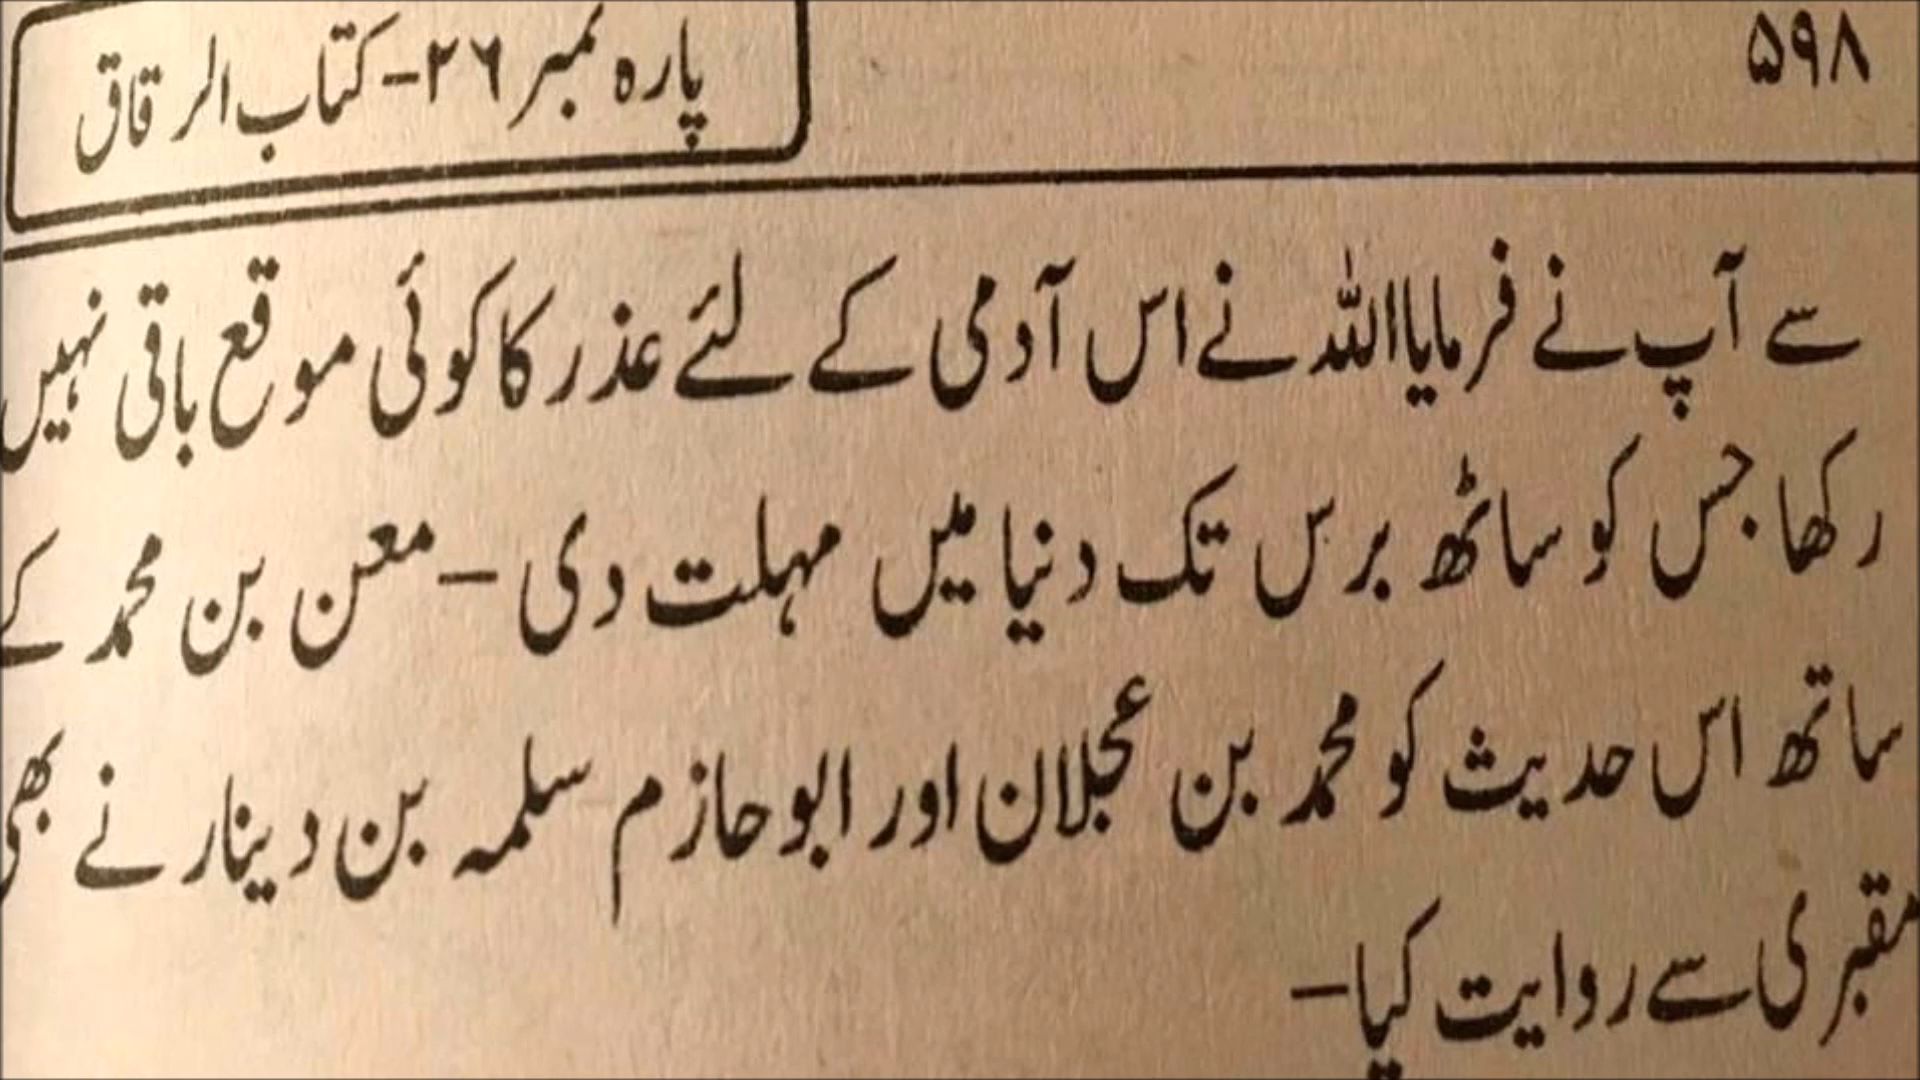 ۵۹۸
پارہ نمبر ۲۶-کتاب الرقاق
سے آپ نے فرمایا اللہ نے اس آدمی کے لئے عذر کا کوئی موقع باقی نہیں
رکھا جس کو ساٹھ برس تک دنیا میں مہلت دی - معن بن محمد کے
ساتھ اس حدیث کو محمد بن عجلان اور ابو حازم سلمہ بن دینار نے بھی
مقبری سے روایت کیا-